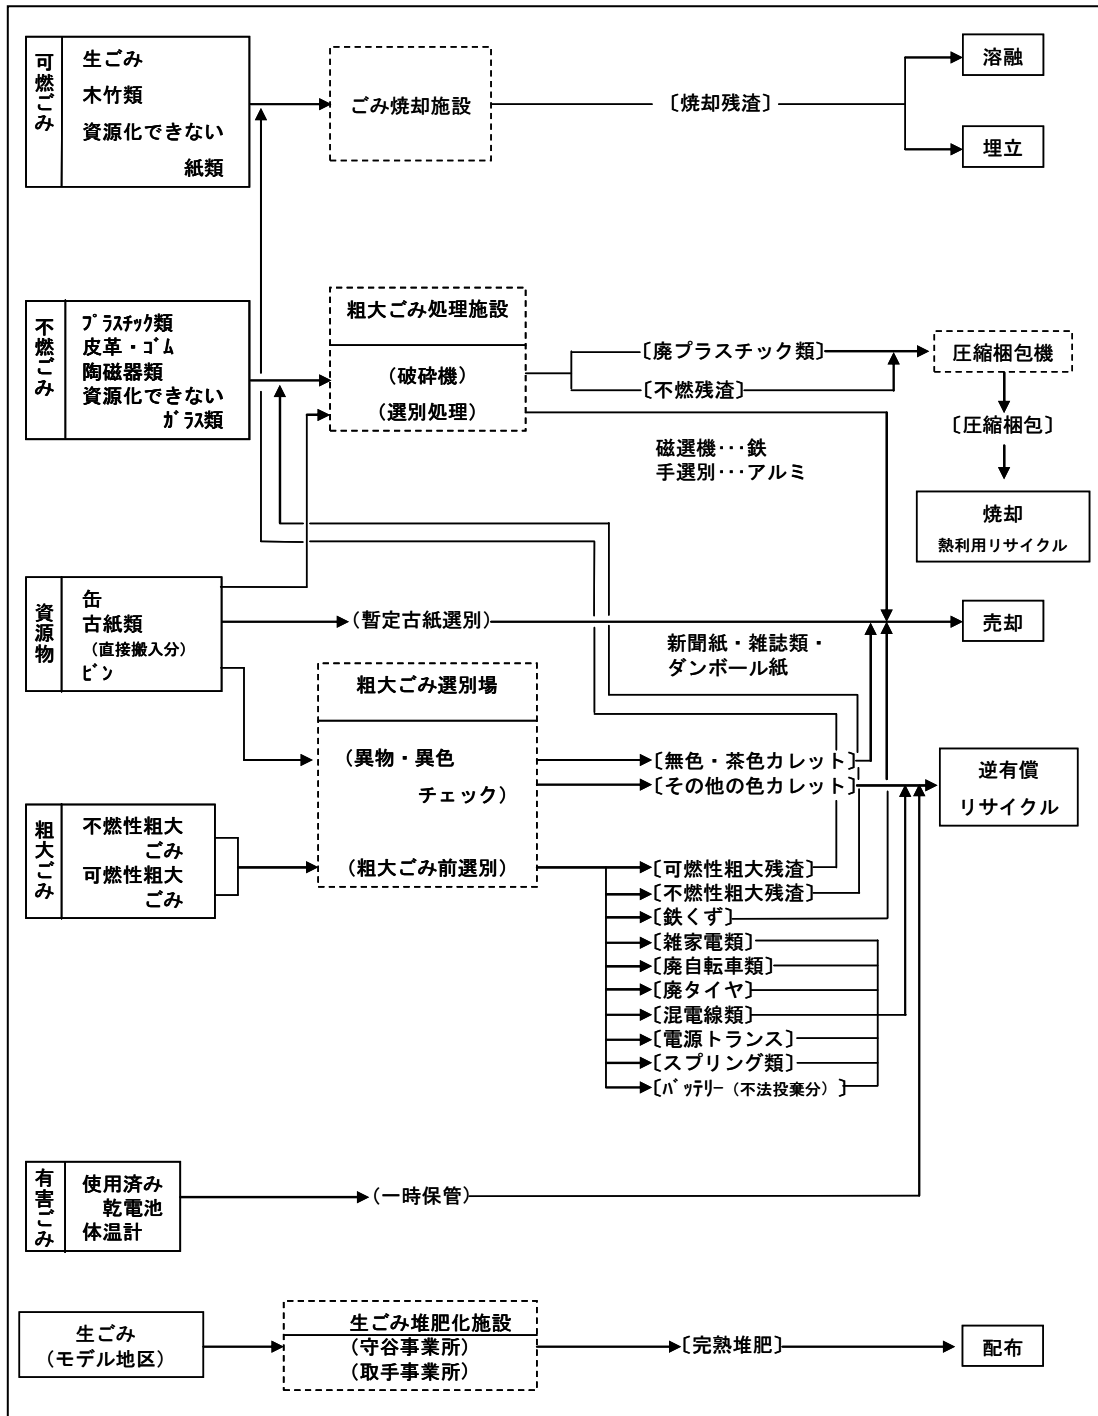 可燃ごみ
生ごみ
木竹類
資源化できない
紙類
ごみ焼却施設
〔焼却残渣〕
溶融
埋立
不燃ごみ
ﾌﾟﾗｽﾁｯｸ類
皮革・ｺﾞﾑ
陶磁器類
資源化できない
ｶﾞﾗｽ類
粗大ごみ処理施設
(破砕機)
(選別処理)
〔廃プラスチック類〕
〔不燃残渣〕
圧縮梱包機
〔圧縮梱包〕
磁選機･･･鉄
手選別･･･アルミ
焼却
熱利用リサイクル
資源物
缶
古紙類
(直接搬入分)
ﾋﾞﾝ
(暫定古紙選別)
売却
新聞紙・雑誌類・
ダンボール紙
粗大ごみ選別場
(異物・異色
チェック)
(粗大ごみ前選別)
〔無色・茶色カレット〕
〔その他の色カレット〕
逆有償
リサイクル
粗大ごみ
不燃性粗大
ごみ
可燃性粗大
ごみ
〔可燃性粗大残渣〕
〔不燃性粗大残渣〕
〔鉄くず〕
〔雑家電類〕
〔廃自転車類〕
〔廃タイヤ〕
〔混電線類〕
〔電源トランス〕
〔スプリング類〕
〔ﾊﾞｯﾃﾘｰ(不法投棄分)〕
有害ごみ
使用済み
乾電池
体温計
(一時保管)
生ごみ
(モデル地区)
生ごみ堆肥化施設
(守谷事業所)
(取手事業所)
〔完熟堆肥〕
配布